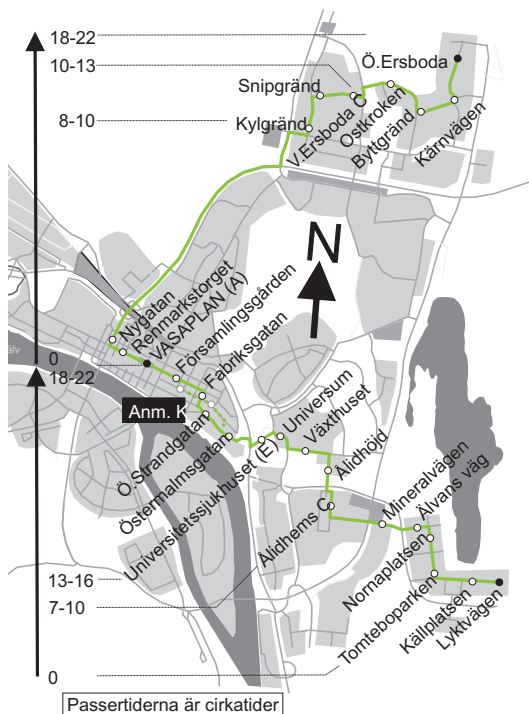 18-22
Ö.Ersboda
10-13
Snipgränd
8-10
Kylgränd
V.Ersboda C
Ostkroken
Byttgränd
Kärnvägen
N
Nygatan
Renmarkstorget
VASAPLAN (A)
Församlingsgården
Fabriksgatan
0
18-22
älv
Anm. K
Ö.Strandgatan
Östermalmsgatan
Universitetssjukhuset (E)
Universum
Växthuset
Ålidhöjd
Ålidhems C
Mineralvägen
Älvans väg
Nornaplatsen
Tomteboparken
Källplatsen
Lyktvägen
13-16
7-10
0
Passertiderna är cirkatider